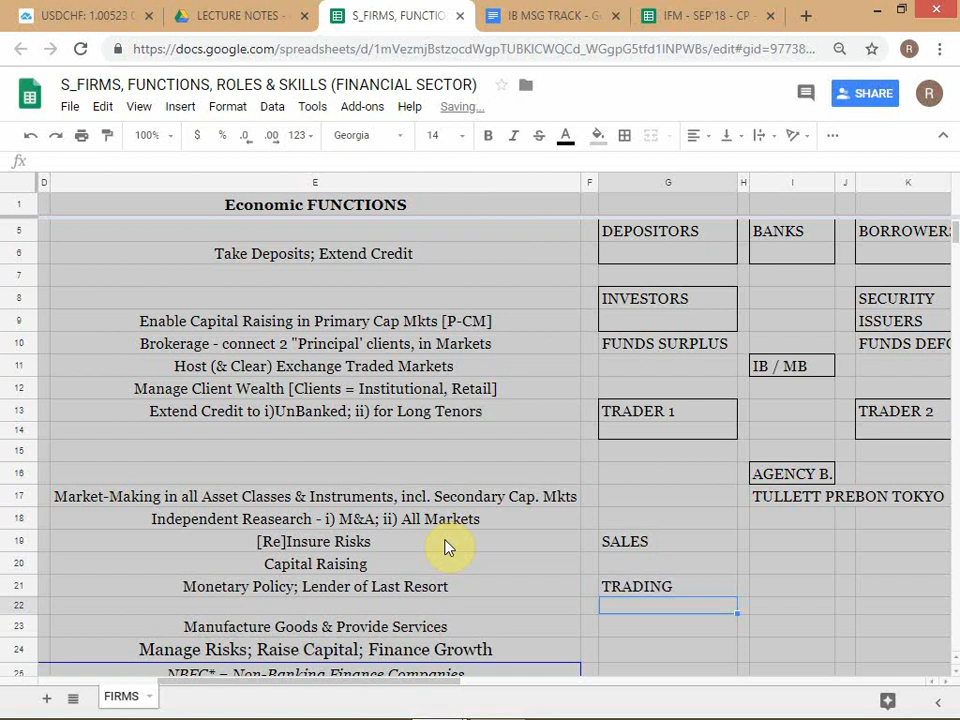 USDCHF: 1.00523
LECTURE NOTES -
S_FIRMS, FUNCTIO
IB MSG TRACK - G
IFM - SEP'18 - CP -
https://docs.google.com/spreadsheets/d/1mVezmjBstzocdWgpTUBKlCWQCd_WGgpG5tfd1INPWBs/edit#gid=97738...
R
S_FIRMS, FUNCTIONS, ROLES & SKILLS (FINANCIAL SECTOR)
SHARE
R
File Edit View Insert Format Data Tools Add-ons Help Saving...
100% $ % .0 .00 123 Georgia 14 B I S A
fx
D E F G H I J K
1 Economic FUNCTIONS
5 DEPOSITORS BANKS BORROWERS
6 Take Deposits; Extend Credit
7
8 INVESTORS SECURITY
9 Enable Capital Raising in Primary Cap Mkts [P-CM] ISSUERS
10 Brokerage - connect 2 "Principal' clients, in Markets FUNDS SURPLUS FUNDS DEFC
11 Host (& Clear) Exchange Traded Markets IB / MB
12 Manage Client Wealth [Clients = Institutional, Retail]
13 Extend Credit to i)UnBanked; ii) for Long Tenors TRADER 1 TRADER 2
14
15
16 AGENCY B.
17 Market-Making in all Asset Classes & Instruments, incl. Secondary Cap. Mkts TULLETT PREBON TOKYO
18 Independent Reasearch - i) M&A; ii) All Markets
19 [Re]Insure Risks SALES
20 Capital Raising
21 Monetary Policy; Lender of Last Resort TRADING
22
23 Manufacture Goods & Provide Services
24 Manage Risks; Raise Capital; Finance Growth
25 NBFC* = Non-Banking Finance Companies
FIRMS